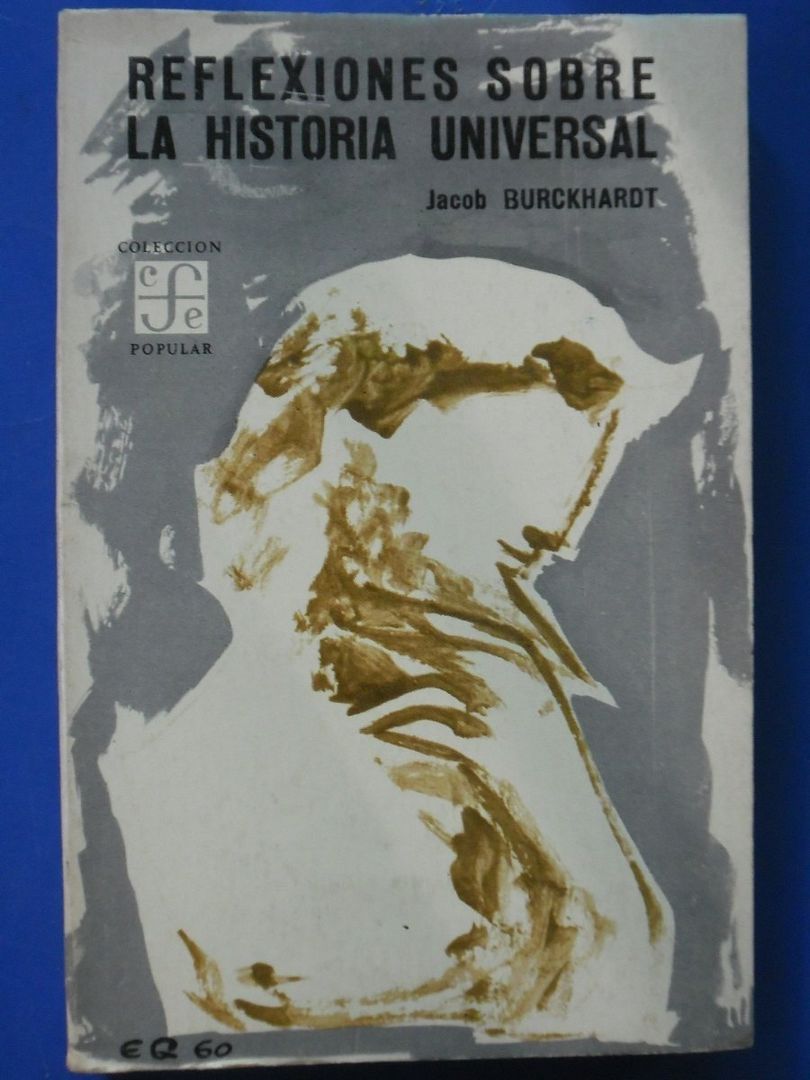 REFLEXIONES SOBRE
LA HISTORIA UNIVERSAL
Jacob BURCKHARDT
COLECCION
cfe
POPULAR
EQ 60